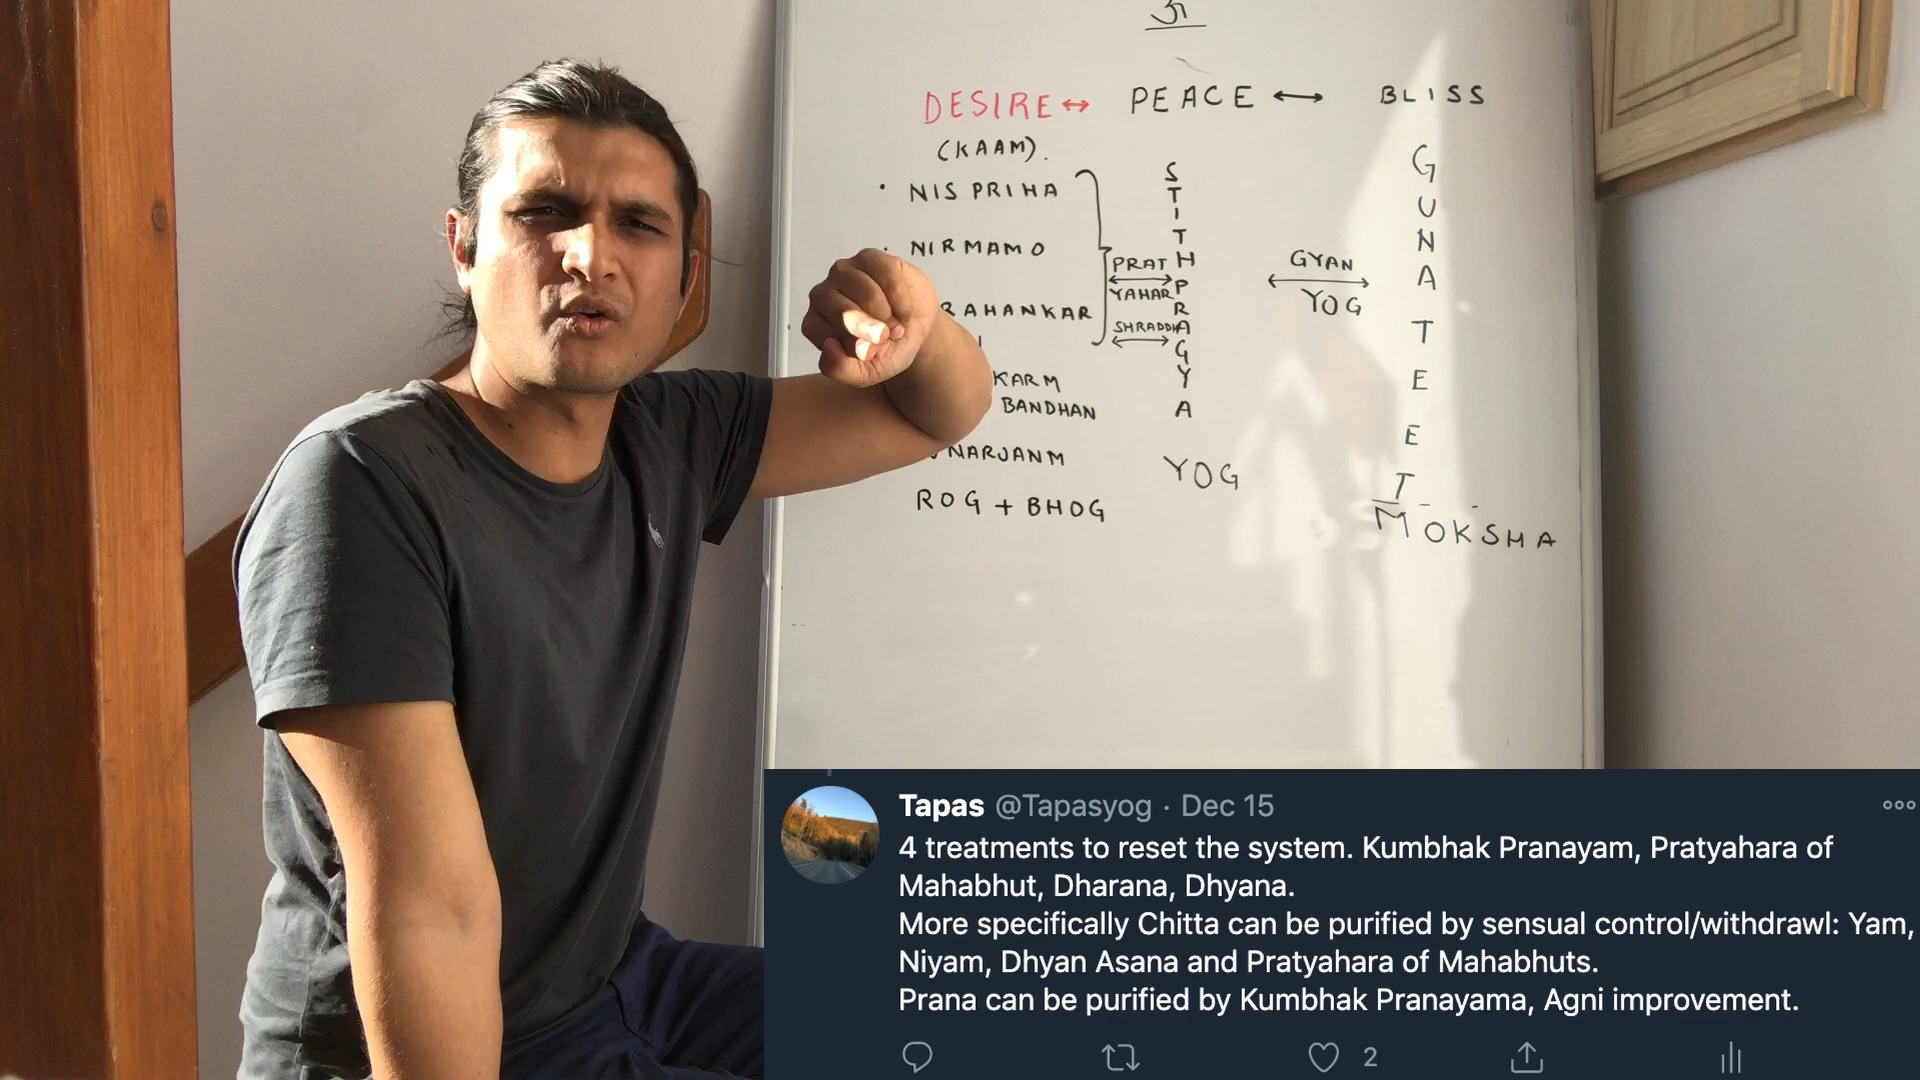 ॐ
DESIRE ↔ PEACE ↔ BLISS
(KAAM).
• NISPRIHA
• NIRMAMO
RAHANKAR
KARM
BANDHAN
NARJANM
ROG + BHOG
PRAT
YAHAR
SHRADDHA
STITHPRAGYA
YOG
GYAN
YOG
GUNATEET
MOKSHA
Tapas @Tapasyog · Dec 15
4 treatments to reset the system. Kumbhak Pranayam, Pratyahara of
Mahabhut, Dharana, Dhyana.
More specifically Chitta can be purified by sensual control/withdrawl: Yam,
Niyam, Dhyan Asana and Pratyahara of Mahabhuts.
Prana can be purified by Kumbhak Pranayama, Agni improvement.
2